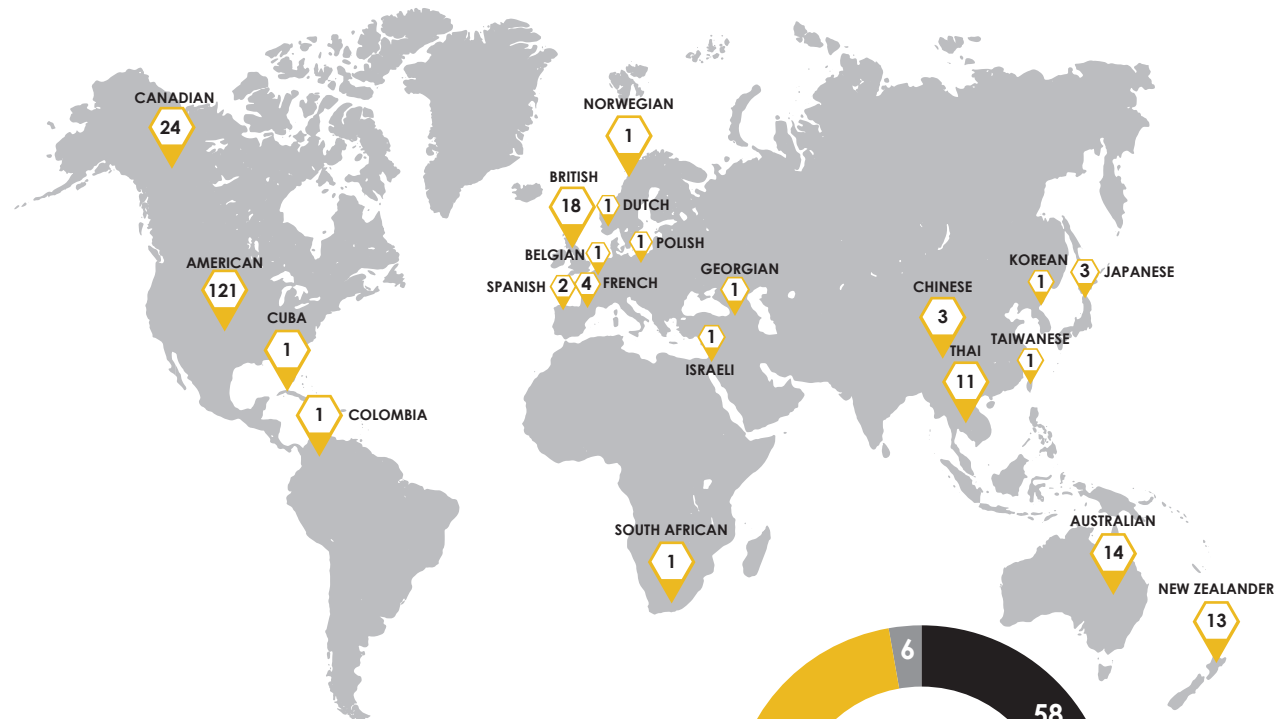 CANADIAN
24
NORWEGIAN
1
BRITISH
18
1 DUTCH
1 POLISH
BELGIAN 1
SPANISH 2
4 FRENCH
GEORGIAN
1
1
ISRAELI
AMERICAN
121
CUBA
1
1 COLOMBIA
KOREAN
1
3 JAPANESE
CHINESE
3
TAIWANESE
1
THAI
11
SOUTH AFRICAN
1
AUSTRALIAN
14
NEW ZEALANDER
13
6
58